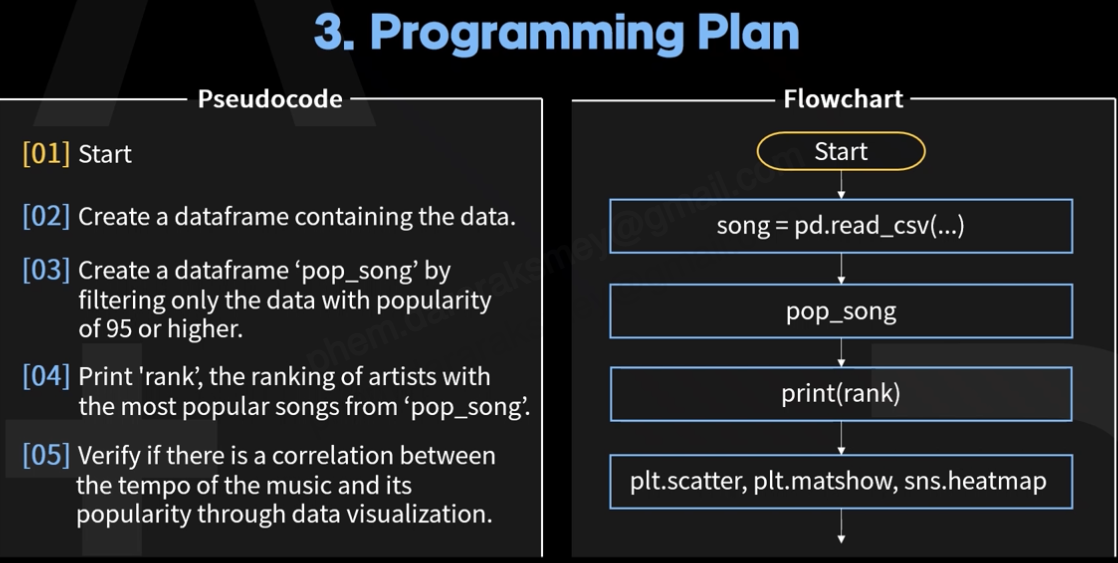 3. Programming Plan
Pseudocode
[01] Start
[02] Create a dataframe containing the data.
[03] Create a dataframe ‘pop_song’ by
filtering only the data with popularity
of 95 or higher.
[04] Print 'rank’, the ranking of artists with
the most popular songs from ‘pop_song’.
[05] Verify if there is a correlation between
the tempo of the music and its
popularity through data visualization.
Flowchart
Start
song = pd.read_csv(...)
pop_song
print(rank)
plt.scatter, plt.matshow, sns.heatmap